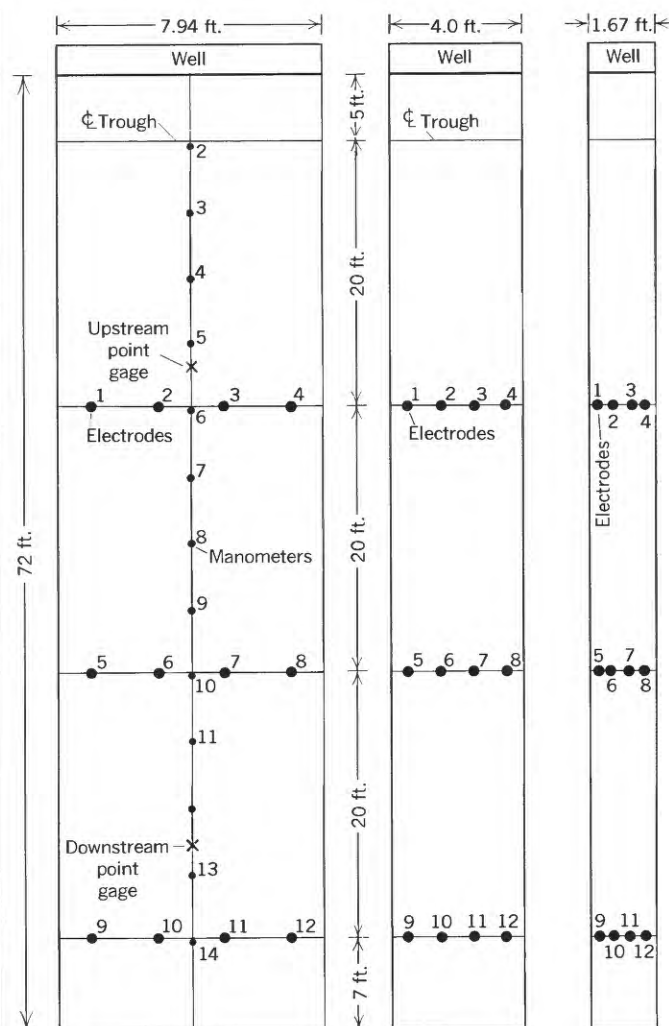 7.94 ft.
4.0 ft.
1.67 ft.
Well
Well
Well
5 ft.
℄ Trough
℄ Trough
2
3
4
20 ft.
5
Upstream
point
gage
1 2 3 4
6
Electrodes
1 2 3 4
Electrodes
1 3
2 4
Electrodes
7
72 ft.
20 ft.
8
Manometers
9
5 6 7 8
10
5 6 7 8
5 7
6 8
11
20 ft.
Downstream
point
gage
13
9 10 11 12
14
9 10 11 12
9 11
10 12
7 ft.